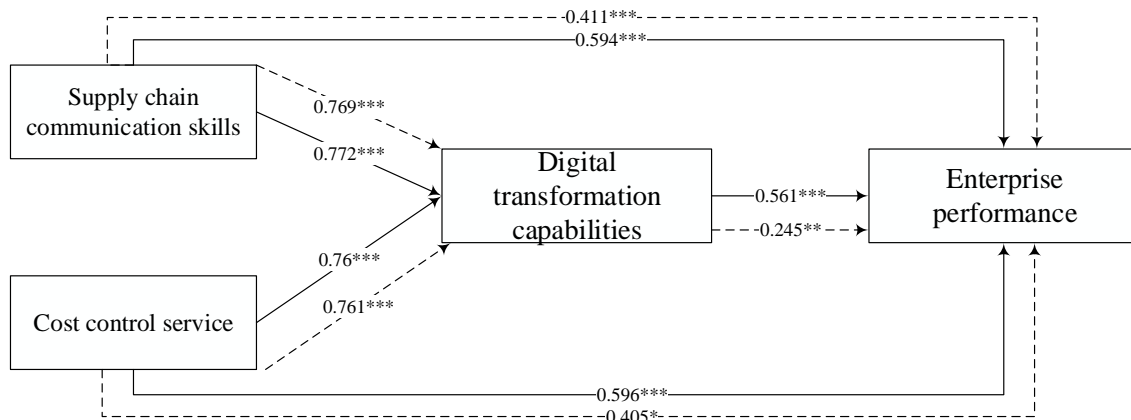 0.411***
0.594***
Supply chain
communication skills
0.769***
0.772***
Digital
transformation
capabilities
0.561***
0.245**
Enterprise
performance
0.76***
0.761***
Cost control service
0.596***
0.405*